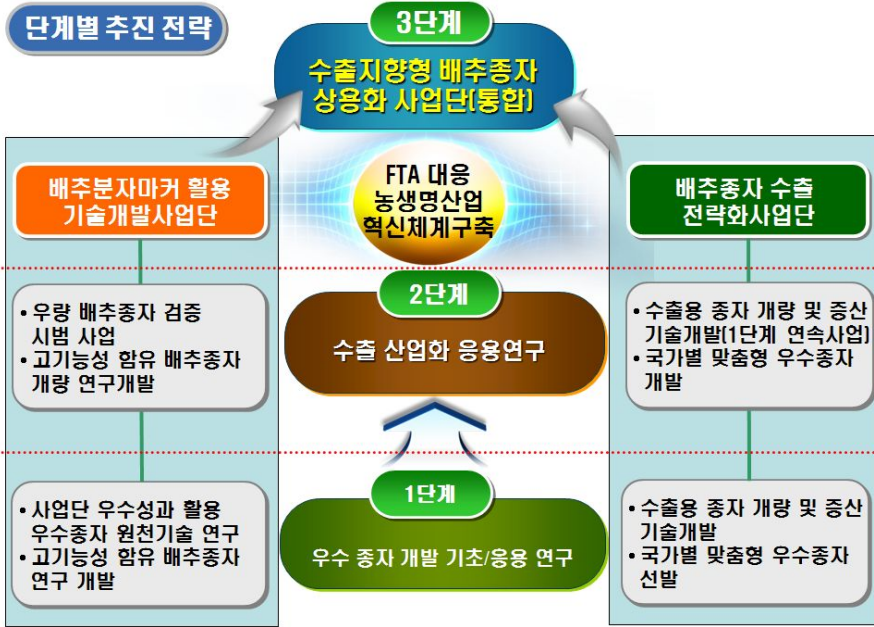 단계별 추진 전략
3단계
수출지향형 배추종자
상용화 사업단(통합)
FTA 대응
농생명산업
혁신체계구축
배추분자마커 활용
기술개발사업단
배추종자 수출
전략화사업단
2단계
수출 산업화 응용연구
• 우량 배추종자 검증
시범 사업
• 고기능성 함유 배추종자
개량 연구개발
• 수출용 종자 개량 및 증산
기술개발(1단계 연속사업)
• 국가별 맞춤형 우수종자
개발
1단계
우수 종자 개발 기초/응용 연구
• 사업단 우수성과 활용
우수종자 원천기술 연구
• 고기능성 함유 배추종자
연구 개발
• 수출용 종자 개량 및 증산
기술개발
• 국가별 맞춤형 우수종자
선발